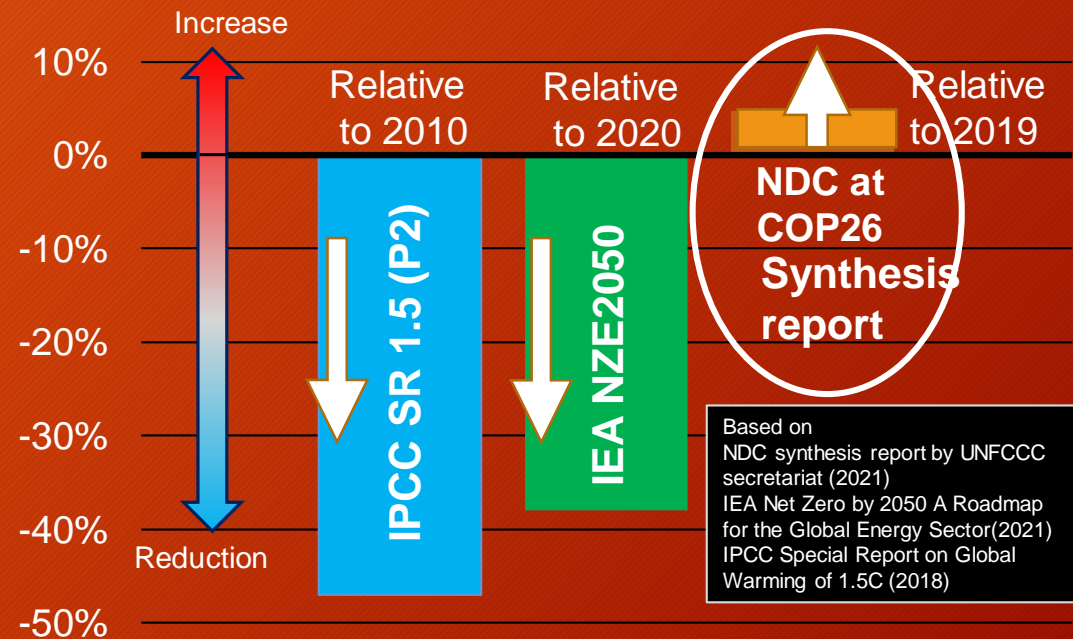 Increase
10%
0%
-10%
-20%
-30%
-40%
-50%
Reduction
Relative
to 2010
IPCC SR 1.5 (P2)
Relative
to 2020
IEA NZE2050
Relative
to 2019
NDC at
COP26
Synthesis
report
Based on
NDC synthesis report by UNFCCC
secretariat (2021)
IEA Net Zero by 2050 A Roadmap
for the Global Energy Sector(2021)
IPCC Special Report on Global
Warming of 1.5C (2018)